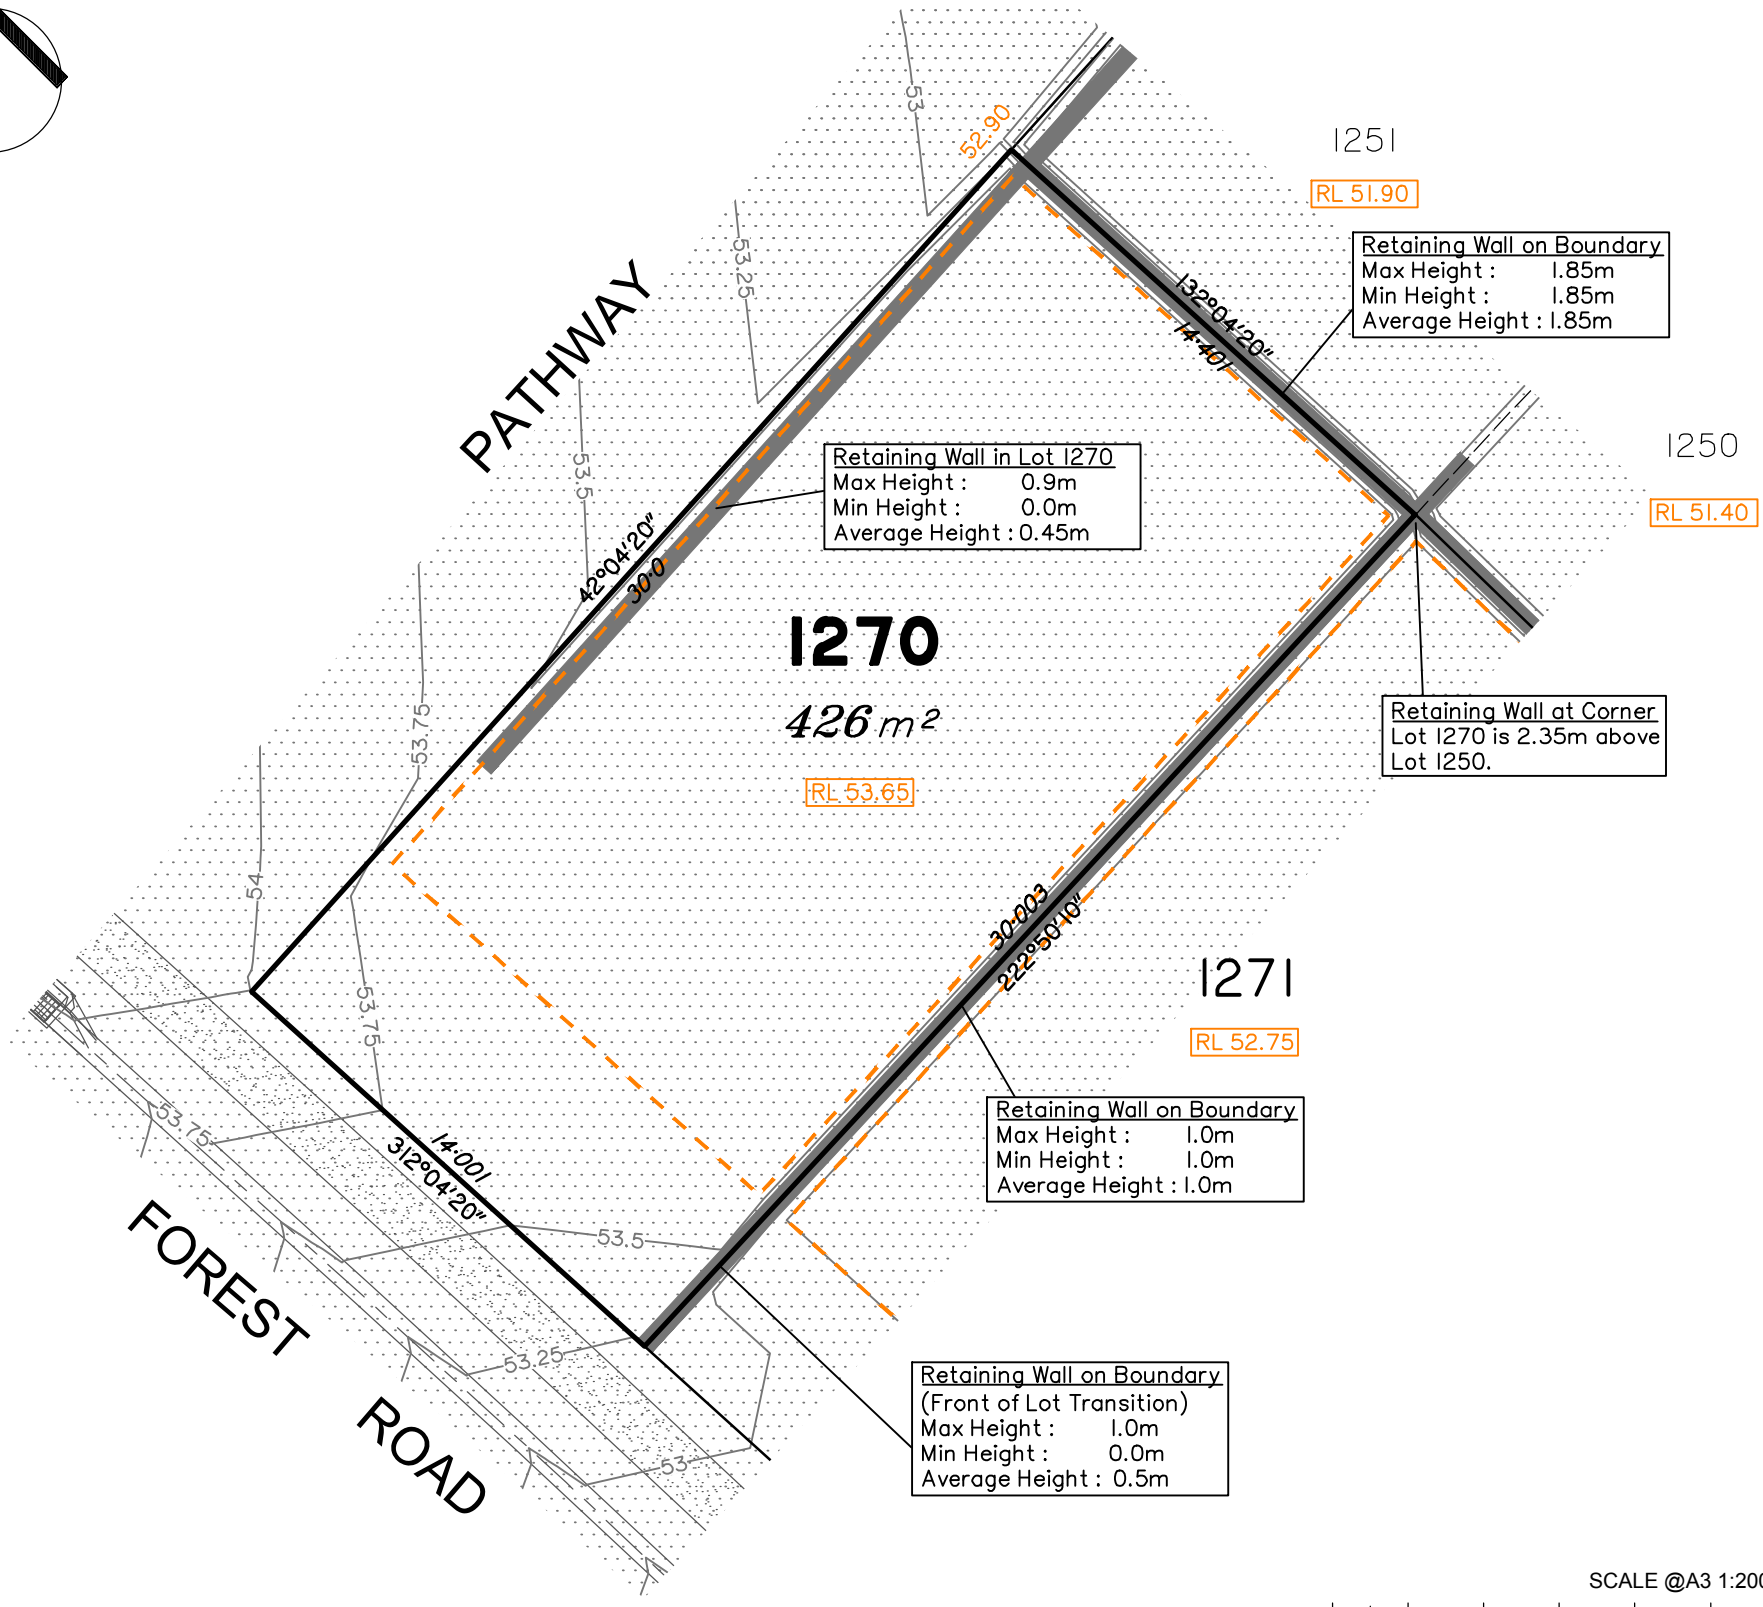 53
52.90
1251
RL 51.90
Retaining Wall on Boundary
Max Height : 1.85m
Min Height : 1.85m
Average Height : 1.85m
53.25
PATHWAY
132°04'20"
14·401
1250
RL 51.40
53.5
Retaining Wall in Lot 1270
Max Height : 0.9m
Min Height : 0.0m
Average Height : 0.45m
42°04'20"
30·0
1270
426 m²
RL 53.65
53.75
Retaining Wall at Corner
Lot 1270 is 2.35m above
Lot 1250.
54
30·003
222°50'10"
1271
RL 52.75
53.75
53.75
14·001
312°04'20"
Retaining Wall on Boundary
Max Height : 1.0m
Min Height : 1.0m
Average Height : 1.0m
53.5
FOREST
ROAD
53.25
53
Retaining Wall on Boundary
(Front of Lot Transition)
Max Height : 1.0m
Min Height : 0.0m
Average Height : 0.5m
SCALE @A3 1:200